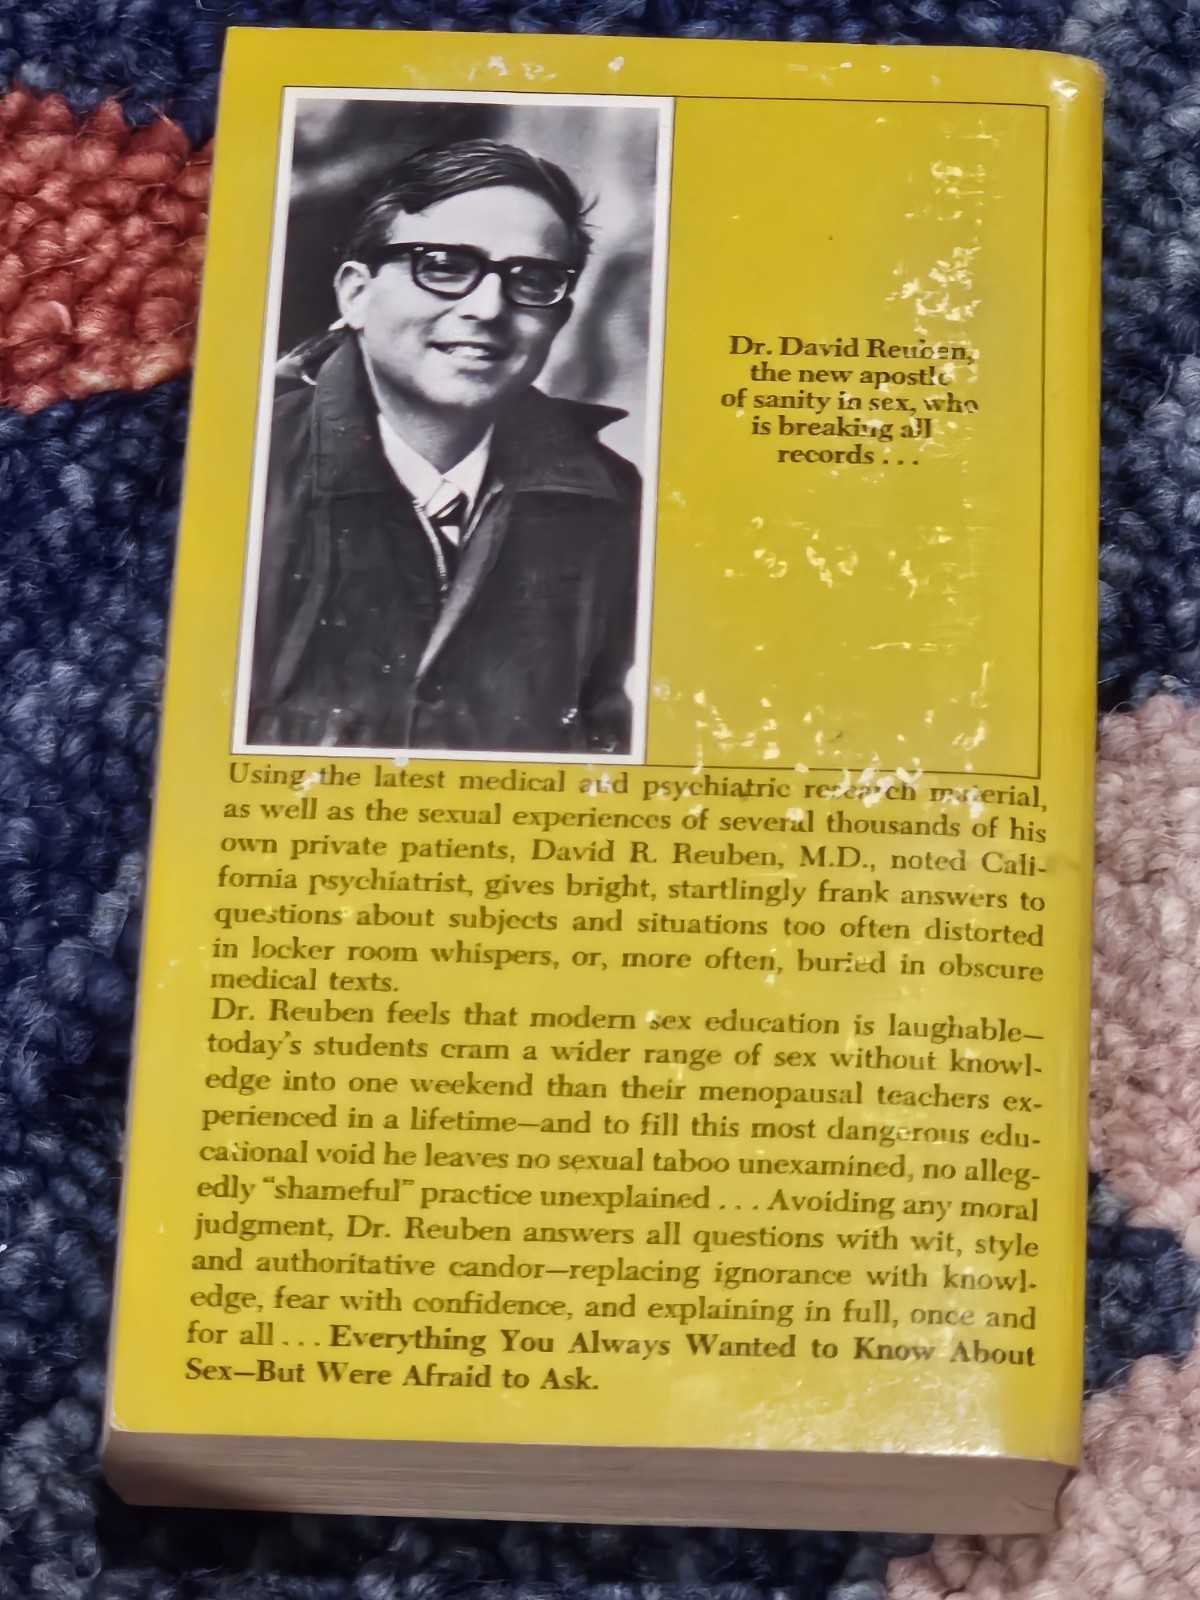 Dr. David Reuben,
the new apostle
of sanity in sex, who
is breaking all
records . . .
Using the latest medical and psychiatric research material,
as well as the sexual experiences of several thousands of his
own private patients, David R. Reuben, M.D., noted Cali-
fornia psychiatrist, gives bright, startlingly frank answers to
questions about subjects and situations too often distorted
in locker room whispers, or, more often, buried in obscure
medical texts.
Dr. Reuben feels that modern sex education is laughable—
today's students cram a wider range of sex without knowl-
edge into one weekend than their menopausal teachers ex-
perienced in a lifetime—and to fill this most dangerous edu-
cational void he leaves no sexual taboo unexamined, no alleg-
edly “shameful” practice unexplained . . . Avoiding any moral
judgment, Dr. Reuben answers all questions with wit, style
and authoritative candor—replacing ignorance with knowl-
edge, fear with confidence, and explaining in full, once and
for all . . . Everything You Always Wanted to Know About
Sex—But Were Afraid to Ask.